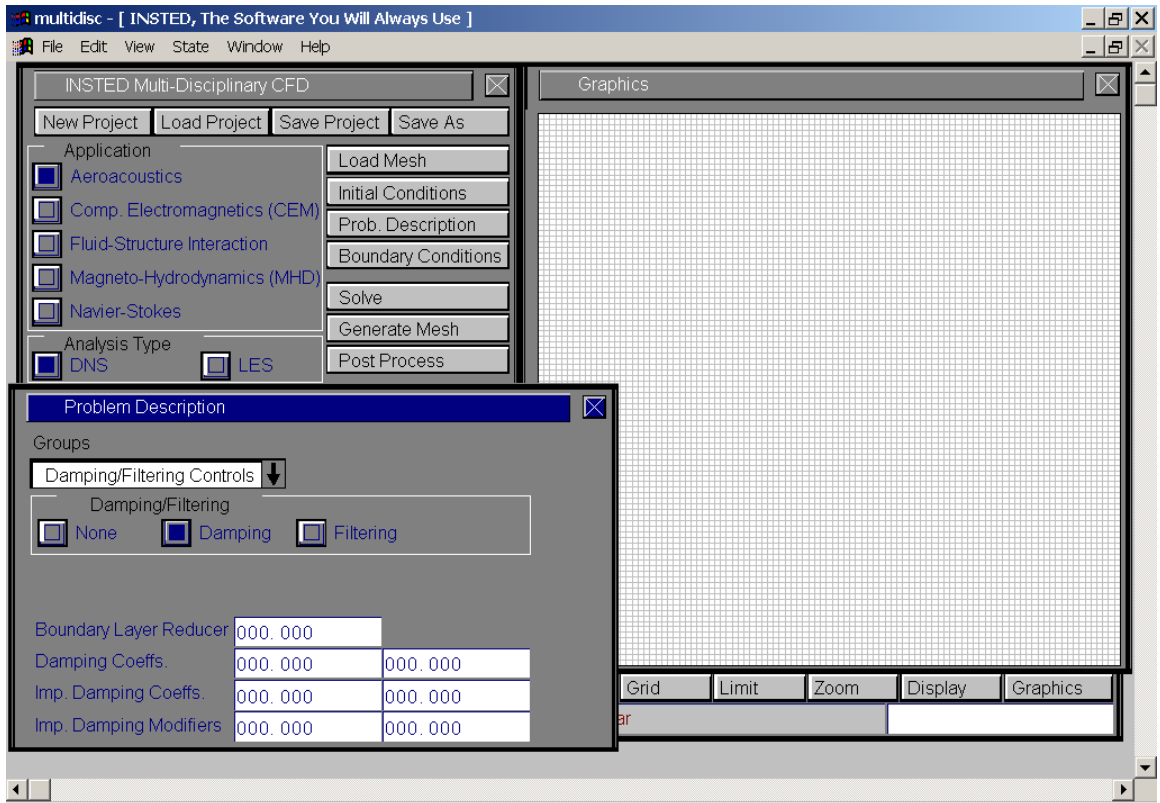 multidisc - [ INSTED, The Software You Will Always Use ]
File Edit View State Window Help
INSTED Multi-Disciplinary CFD
Graphics
New Project Load Project Save Project Save As
Application
Aeroacoustics
Comp. Electromagnetics (CEM)
Fluid-Structure Interaction
Magneto-Hydrodynamics (MHD)
Navier-Stokes
Load Mesh
Initial Conditions
Prob. Description
Boundary Conditions
Solve
Generate Mesh
Post Process
Analysis Type
DNS LES
Problem Description
Groups
Damping/Filtering Controls
Damping/Filtering
None Damping Filtering
Boundary Layer Reducer 000. 000
Damping Coeffs. 000. 000 000. 000
Imp. Damping Coeffs. 000. 000 000. 000
Imp. Damping Modifiers 000. 000 000. 000
Grid Limit Zoom Display Graphics
ar